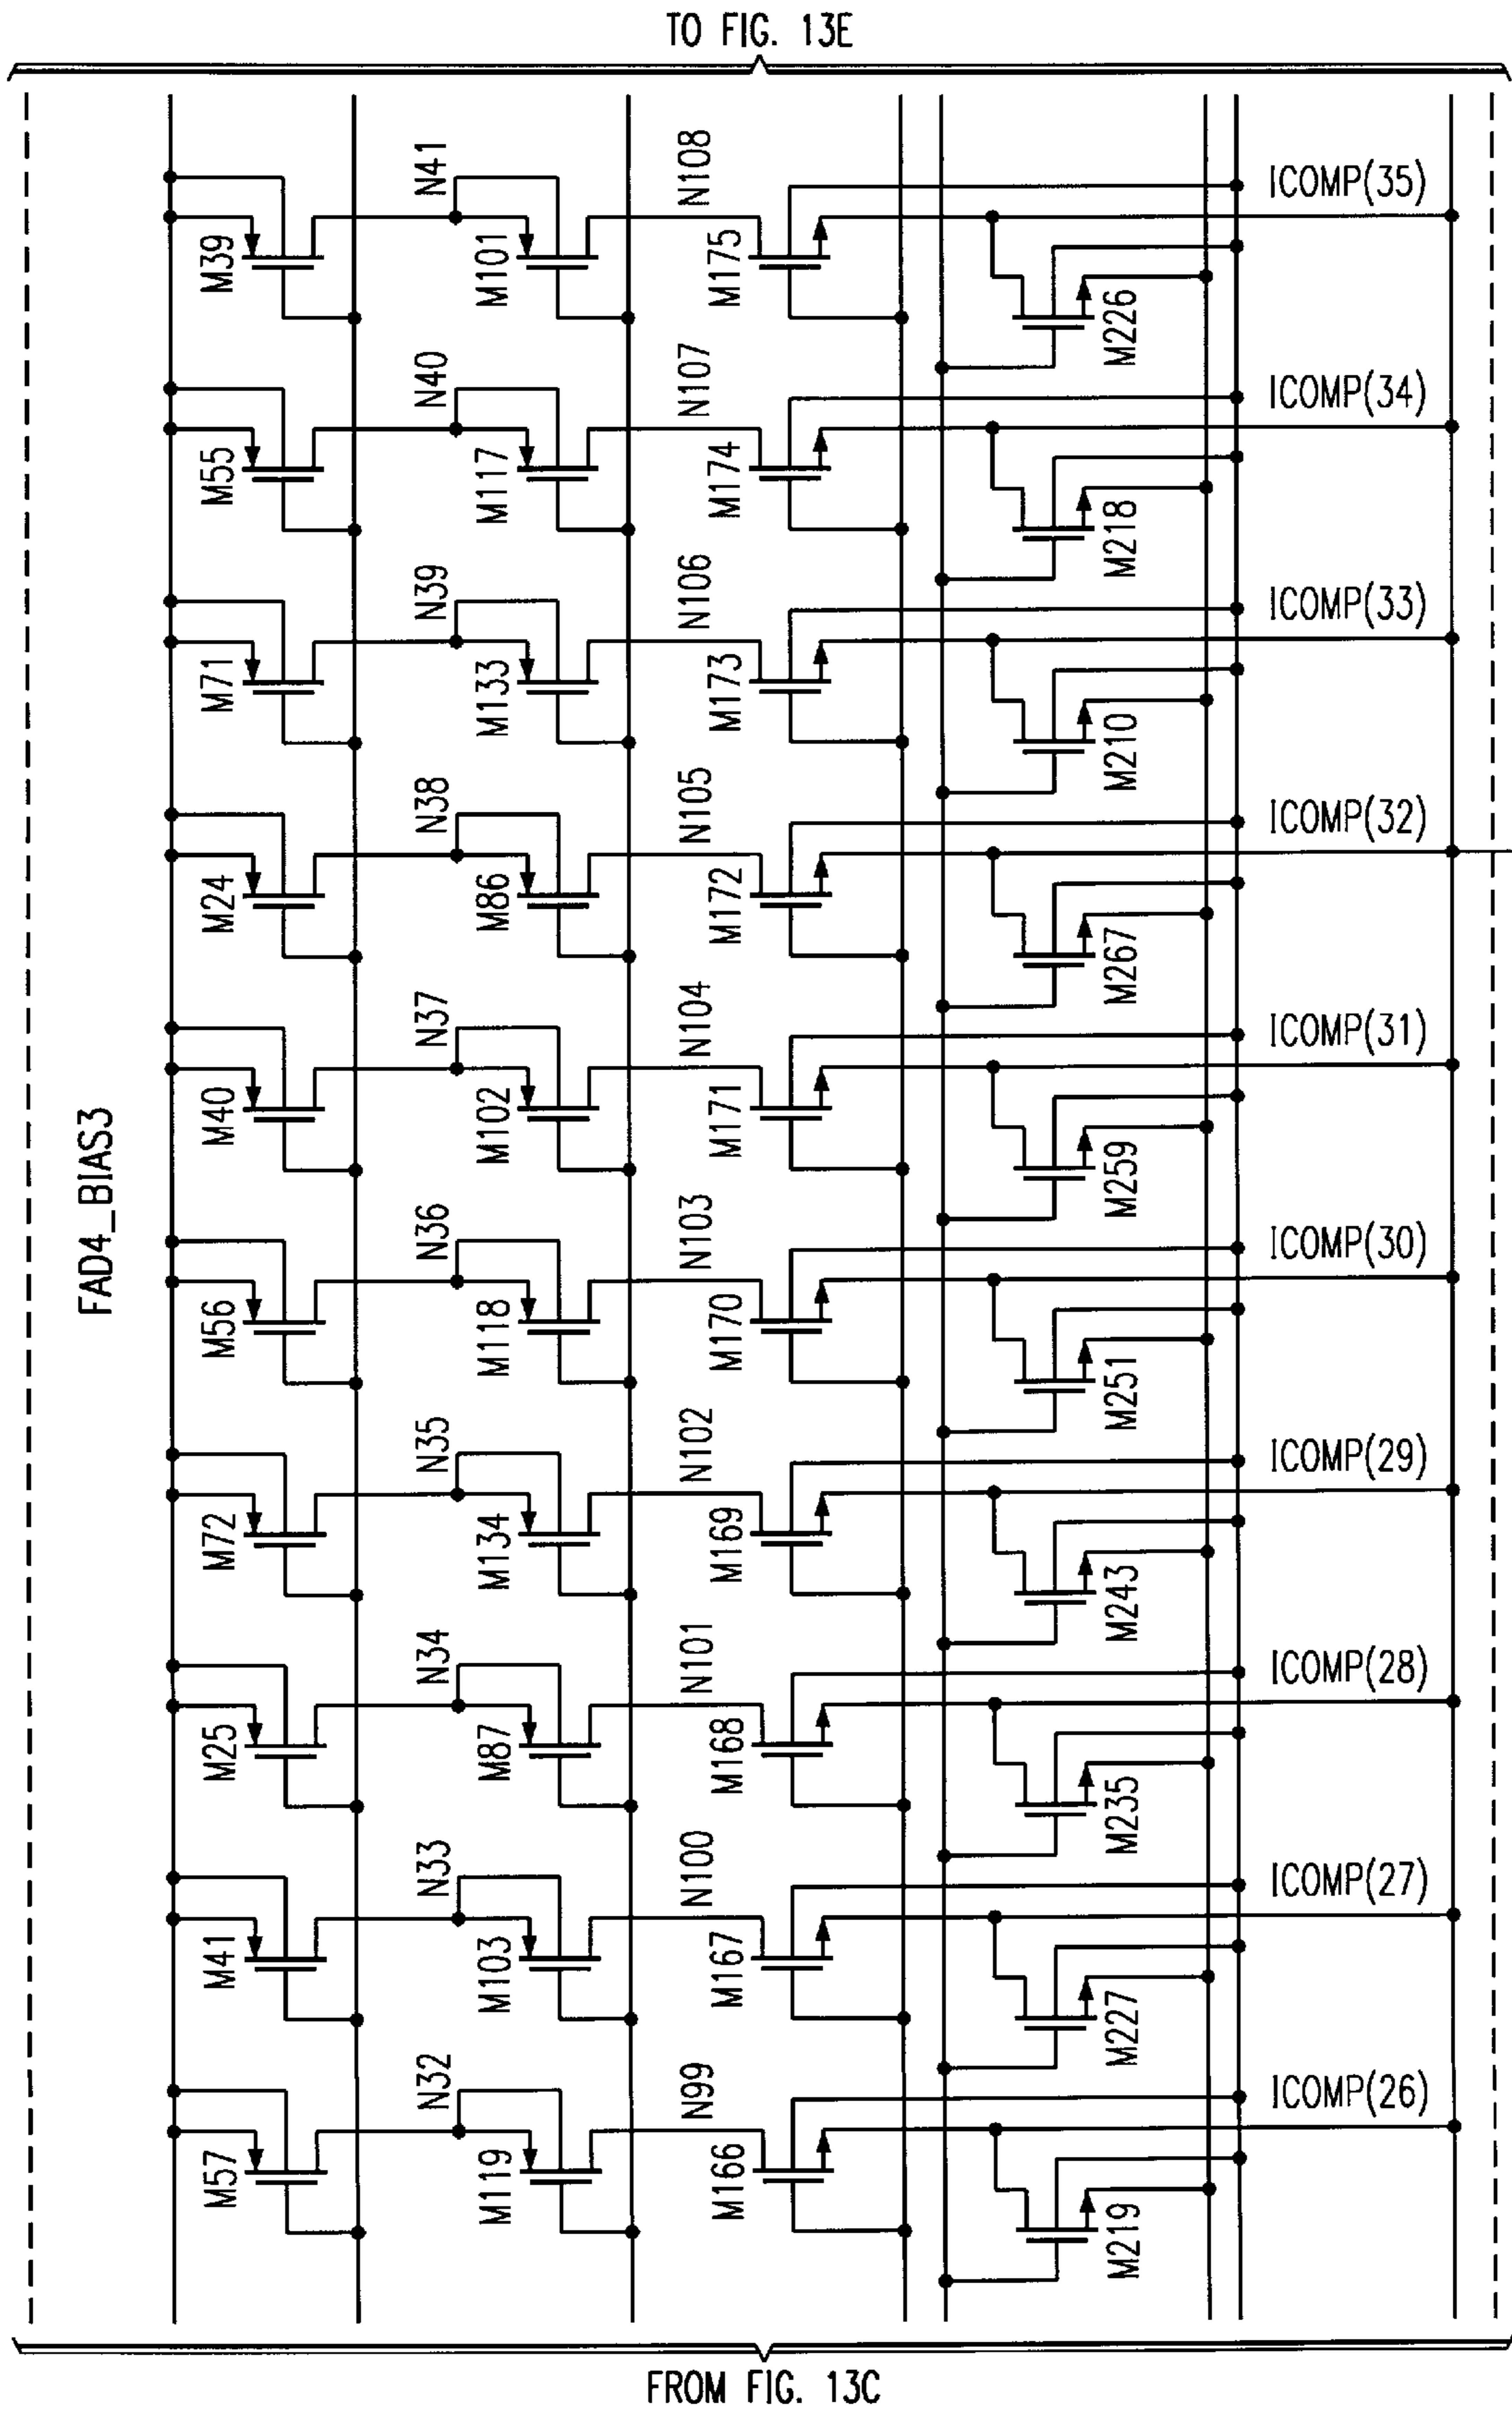 TO FIG. 13E
FAD4_BIAS3
M39
N41
M101
N108
M175
M226
ICOMP(35)
M55
N40
M117
N107
M174
M218
ICOMP(34)
M71
N39
M133
N106
M173
M210
ICOMP(33)
M24
N38
M86
N105
M172
M267
ICOMP(32)
M40
N37
M102
N104
M171
M259
ICOMP(31)
M56
N36
M118
N103
M170
M251
ICOMP(30)
M72
N35
M134
N102
M169
M243
ICOMP(29)
M25
N34
M87
N101
M168
M235
ICOMP(28)
M41
N33
M103
N100
M167
M227
ICOMP(27)
M57
N32
M119
N99
M166
M219
ICOMP(26)
FROM FIG. 13C